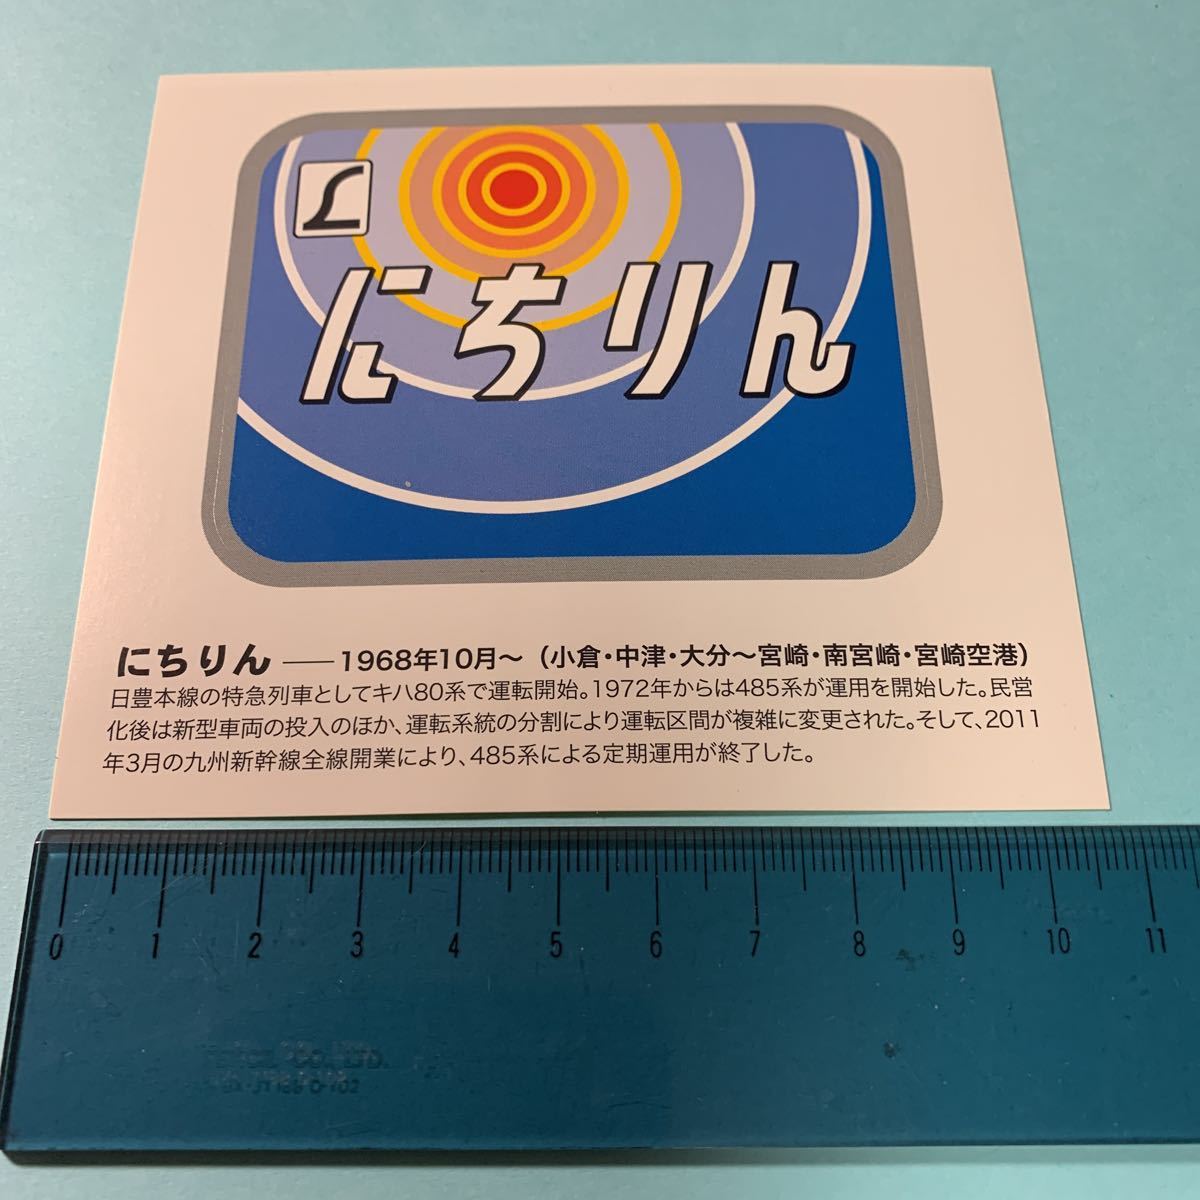 にちりん
にちりん ── 1968年10月〜（小倉・中津・大分〜宮崎・南宮崎・宮崎空港）
日豊本線の特急列車としてキハ80系で運転開始。1972年からは485系が運用を開始した。民営
化後は新型車両の投入のほか、運転系統の分割により運転区間が複雑に変更された。そして、2011
年3月の九州新幹線全線開業により、485系による定期運用が終了した。
0 1 2 3 4 5 6 7 8 9 10 11
CO., LTD.